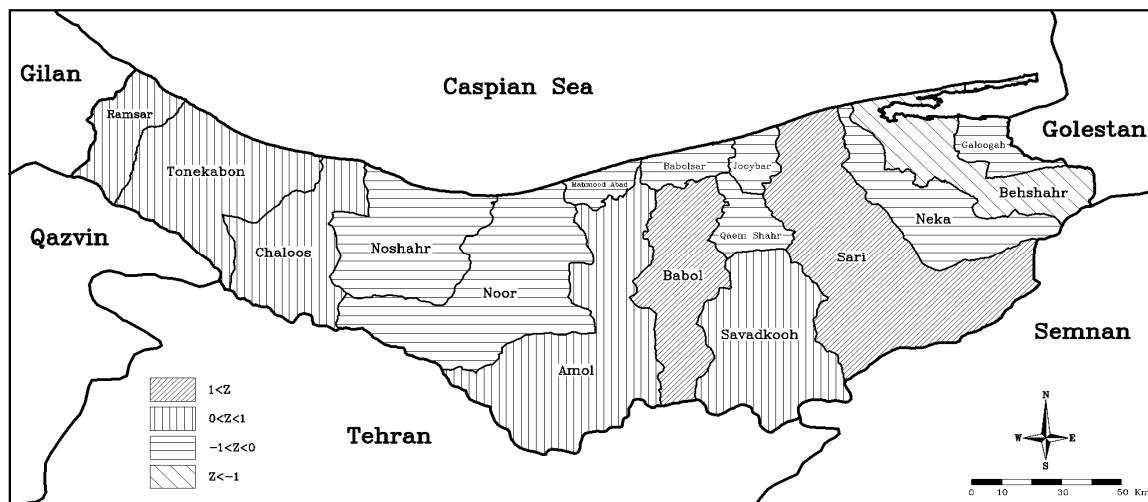 Gilan
Caspian Sea
Golestan
Ramsar
Tonekabon
Mahmood Abad
Babolsar
Jooybar
Galoogah
Behshahr
Qazvin
Chaloos
Noshahr
Noor
Qaem Shahr
Neka
Babol
Sari
Savadkooh
Amol
Semnan
Tehran
1<Z
0<Z<1
-1<Z<0
Z<-1
N
W E
S
0 10 30 50 Km